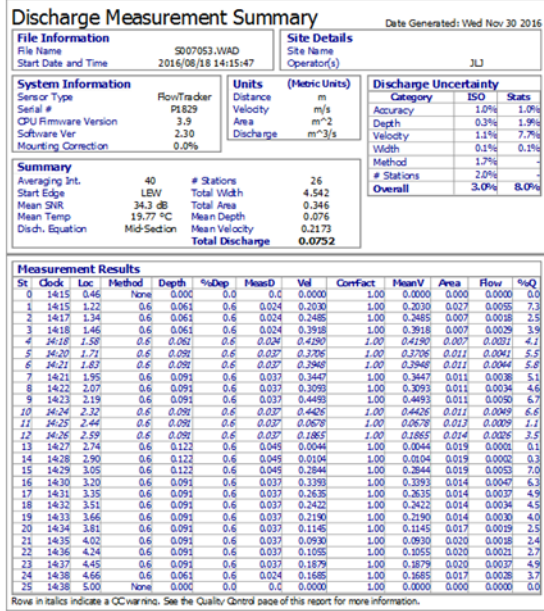 Discharge Measurement Summary
Date Generated: Wed Nov 30 2016
File Information
File Name S007053.WAD
Start Date and Time 2016/08/18 14:15:47
Site Details
Site Name
Operator(s) JLJ
System Information
Sensor Type FlowTracker
Serial # P1829
CPU Firmware Version 3.9
Software Ver 2.30
Mounting Correction 0.0%
Units (Metric Units)
Distance m
Velocity m/s
Area m^2
Discharge m^3/s
Discharge Uncertainty
Category ISO Stats
Accuracy 1.0% 1.0%
Depth 0.3% 1.9%
Velocity 1.1% 7.7%
Width 0.1% 0.1%
Method 1.7% -
# Stations 2.0% -
Overall 3.0% 8.0%
Summary
Averaging Int. 40 # Stations 26
Start Edge LEW Total Width 4.542
Mean SNR 34.3 dB Total Area 0.346
Mean Temp 19.77 °C Mean Depth 0.076
Disch. Equation Mid-Section Mean Velocity 0.2173
Total Discharge 0.0752
Measurement Results
St Clock Loc Method Depth %Dep MeasD Vel CorrFact MeanV Area Flow %Q
0 14:15 0.46 None 0.000 0.0 0.0 0.0000 1.00 0.0000 0.000 0.0000 0.0
1 14:15 1.22 0.6 0.061 0.6 0.024 0.2030 1.00 0.2030 0.027 0.0055 7.3
2 14:17 1.34 0.6 0.061 0.6 0.024 0.2485 1.00 0.2485 0.007 0.0018 2.5
3 14:18 1.46 0.6 0.061 0.6 0.024 0.3918 1.00 0.3918 0.007 0.0029 3.9
4 14:18 1.58 0.6 0.061 0.6 0.024 0.4190 1.00 0.4190 0.007 0.0031 4.1
5 14:20 1.71 0.6 0.091 0.6 0.037 0.3706 1.00 0.3706 0.011 0.0041 5.5
6 14:21 1.83 0.6 0.091 0.6 0.037 0.3948 1.00 0.3948 0.011 0.0044 5.8
7 14:21 1.95 0.6 0.091 0.6 0.037 0.3447 1.00 0.3447 0.011 0.0038 5.1
8 14:22 2.07 0.6 0.091 0.6 0.037 0.3093 1.00 0.3093 0.011 0.0034 4.6
9 14:23 2.19 0.6 0.091 0.6 0.037 0.4493 1.00 0.4493 0.011 0.0050 6.7
10 14:24 2.32 0.6 0.091 0.6 0.037 0.4426 1.00 0.4426 0.011 0.0049 6.6
11 14:25 2.44 0.6 0.091 0.6 0.037 0.0678 1.00 0.0678 0.013 0.0009 1.1
12 14:26 2.59 0.6 0.091 0.6 0.037 0.1865 1.00 0.1865 0.014 0.0026 3.5
13 14:27 2.74 0.6 0.122 0.6 0.049 0.0044 1.00 0.0044 0.019 0.0001 0.1
14 14:28 2.90 0.6 0.122 0.6 0.049 0.0104 1.00 0.0104 0.019 0.0002 0.3
15 14:29 3.05 0.6 0.122 0.6 0.049 0.2844 1.00 0.2844 0.019 0.0053 7.0
16 14:30 3.20 0.6 0.091 0.6 0.037 0.3393 1.00 0.3393 0.014 0.0047 6.3
17 14:31 3.35 0.6 0.091 0.6 0.037 0.2635 1.00 0.2635 0.014 0.0037 4.9
18 14:32 3.51 0.6 0.091 0.6 0.037 0.2422 1.00 0.2422 0.014 0.0034 4.5
19 14:33 3.66 0.6 0.091 0.6 0.037 0.2190 1.00 0.2190 0.014 0.0030 4.0
20 14:34 3.81 0.6 0.091 0.6 0.037 0.1145 1.00 0.1145 0.017 0.0019 2.5
21 14:35 4.02 0.6 0.091 0.6 0.037 0.0930 1.00 0.0930 0.020 0.0018 2.4
22 14:36 4.24 0.6 0.091 0.6 0.037 0.1055 1.00 0.1055 0.020 0.0021 2.7
23 14:37 4.45 0.6 0.091 0.6 0.037 0.1879 1.00 0.1879 0.020 0.0037 4.9
24 14:38 4.66 0.6 0.061 0.6 0.024 0.1685 1.00 0.1685 0.017 0.0028 3.7
25 14:38 5.00 None 0.000 0.0 0.0 0.0000 1.00 0.0000 0.000 0.0000 0.0
Rows in italics indicate a QC warning. See the Quality Control page of this report for more information.